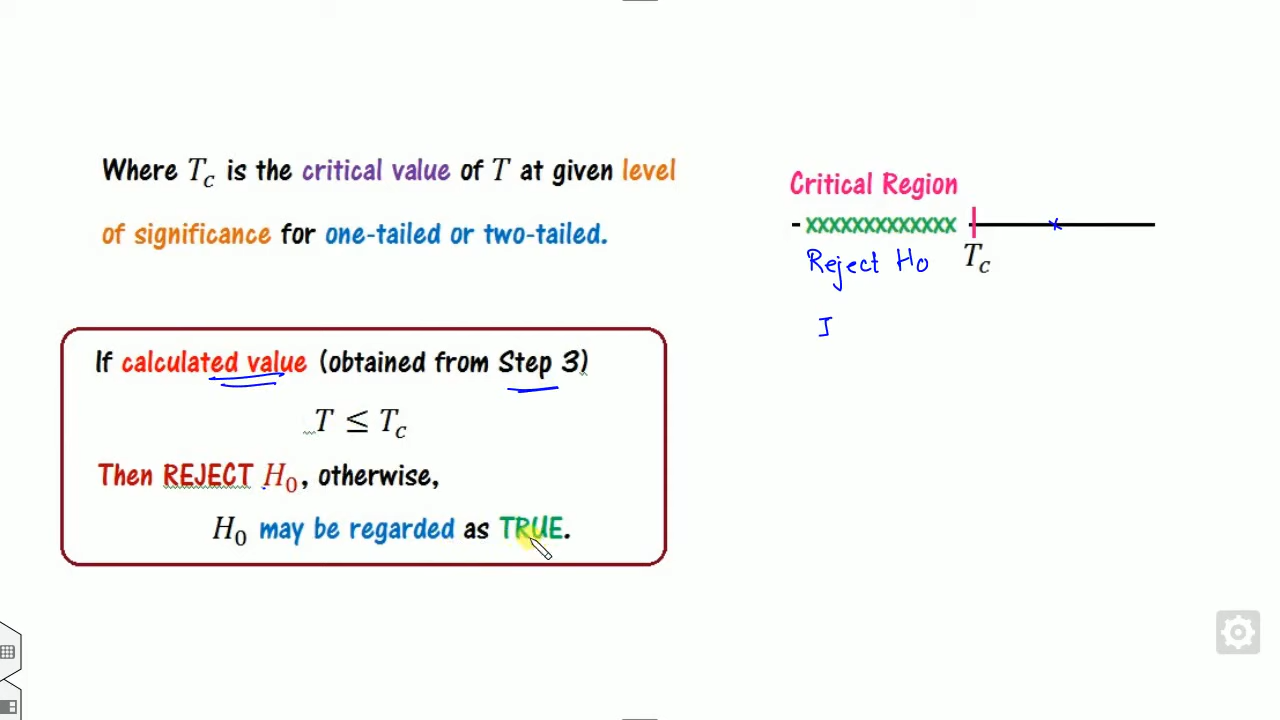 Where T_c is the critical value of T at given level
of significance for one-tailed or two-tailed.
If calculated value (obtained from Step 3)
T ≤ T_c
Then REJECT H_0, otherwise,
H_0 may be regarded as TRUE.
Critical Region
XXXXXXXXXXXXX
Reject H_0
T_c
I